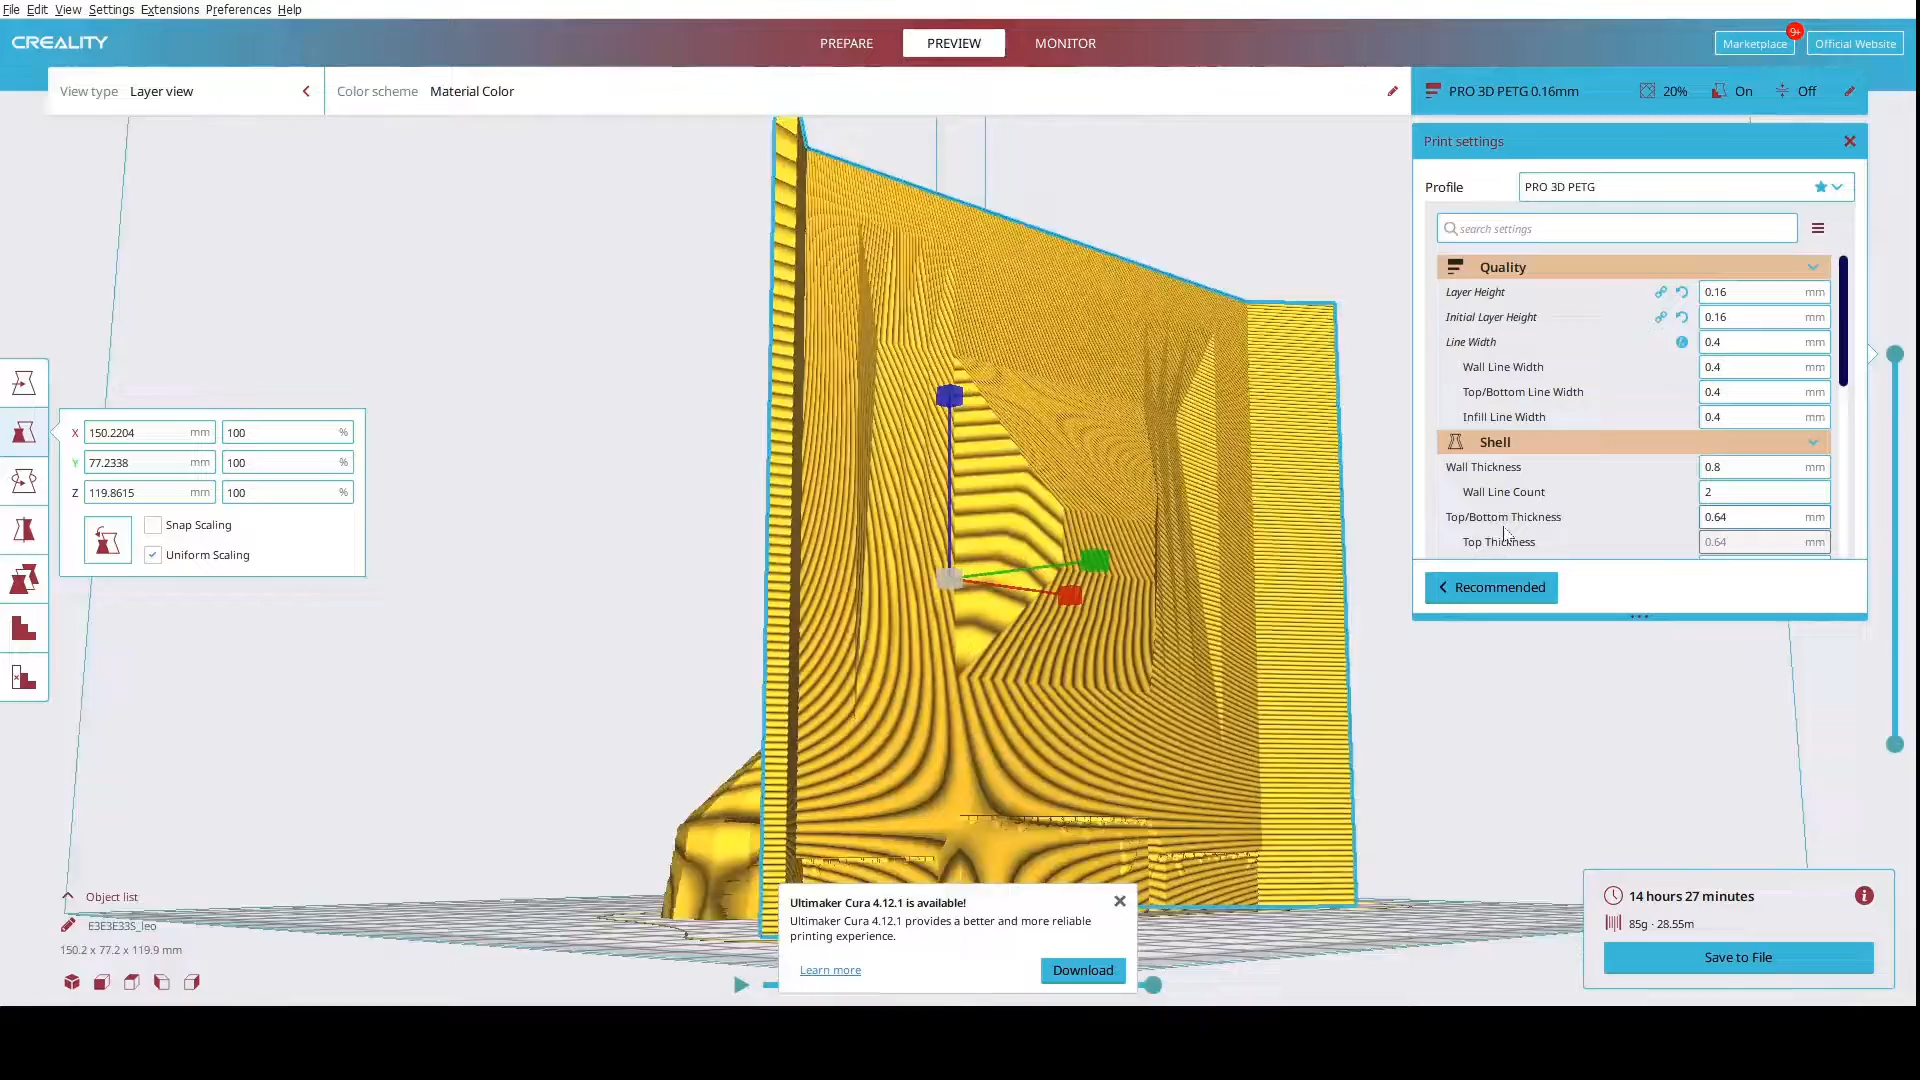 File Edit View Settings Extensions Preferences Help
CREALITY
PREPARE PREVIEW MONITOR
Marketplace 9+ Official Website
View type Layer view
Color scheme Material Color
PRO 3D PETG 0.16mm 20% On Off
Print settings
Profile PRO 3D PETG
search settings
Quality
Layer Height 0.16 mm
Initial Layer Height 0.16 mm
Line Width 0.4 mm
Wall Line Width 0.4 mm
Top/Bottom Line Width 0.4 mm
Infill Line Width 0.4 mm
Shell
Wall Thickness 0.8 mm
Wall Line Count 2
Top/Bottom Thickness 0.64 mm
Top Thickness 0.64 mm
Recommended
X 150.2204 mm 100 %
Y 77.2338 mm 100 %
Z 119.8615 mm 100 %
Snap Scaling
Uniform Scaling
Object list
E3E3E33S_leo
150.2 x 77.2 x 119.9 mm
Ultimaker Cura 4.12.1 is available!
Ultimaker Cura 4.12.1 provides a better and more reliable
printing experience.
Learn more Download
14 hours 27 minutes
85g · 28.55m
Save to File